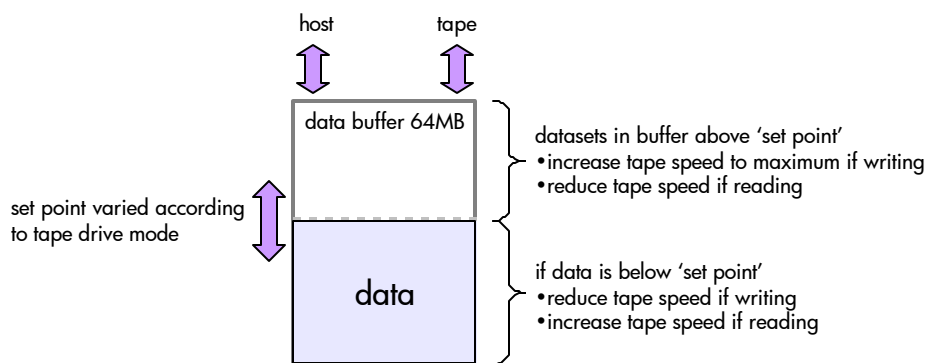 host
tape
data buffer 64MB
datasets in buffer above ‘set point’
•increase tape speed to maximum if writing
•reduce tape speed if reading
set point varied according
to tape drive mode
data
if data is below ‘set point’
•reduce tape speed if writing
•increase tape speed if reading